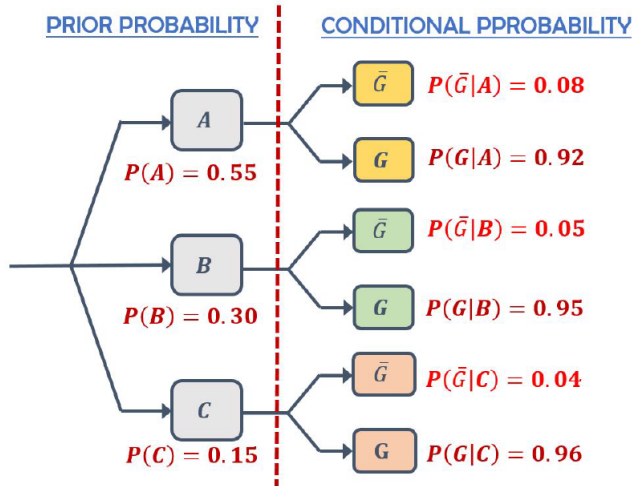 PRIOR PROBABILITY
CONDITIONAL PPROBABILITY
Ḡ
P(Ḡ|A) = 0.08
A
P(A) = 0.55
G
P(G|A) = 0.92
Ḡ
P(Ḡ|B) = 0.05
B
P(B) = 0.30
G
P(G|B) = 0.95
Ḡ
P(Ḡ|C) = 0.04
C
P(C) = 0.15
G
P(G|C) = 0.96